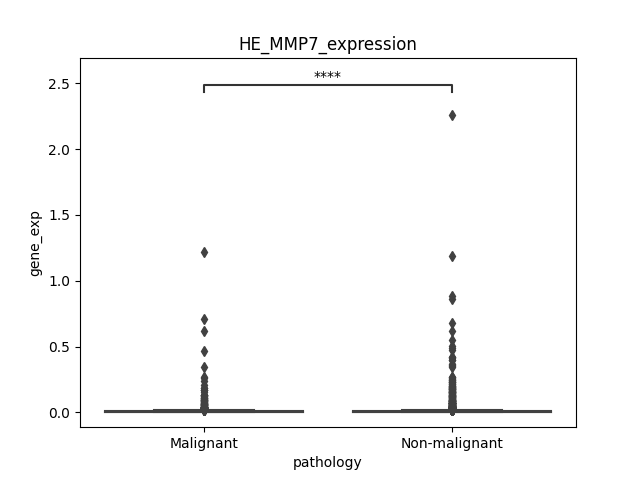 HE_MMP7_expression
****
2.5
2.0
1.5
1.0
0.5
0.0
gene_exp
Malignant
Non-malignant
pathology